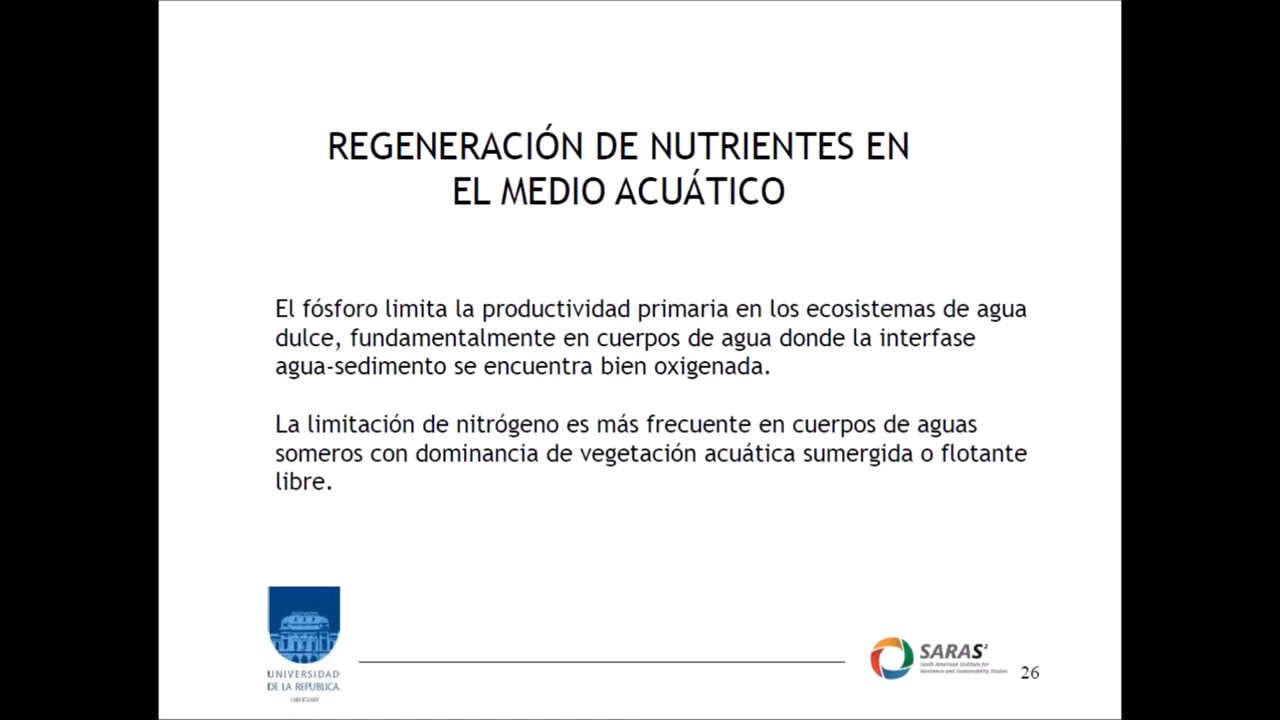 REGENERACIÓN DE NUTRIENTES EN
EL MEDIO ACUÁTICO
El fósforo limita la productividad primaria en los ecosistemas de agua
dulce, fundamentalmente en cuerpos de agua donde la interfase
agua-sedimento se encuentra bien oxigenada.
La limitación de nitrógeno es más frecuente en cuerpos de aguas
someros con dominancia de vegetación acuática sumergida o flotante
libre.
UNIVERSIDAD
DE LA REPUBLICA
URUGUAY
SARAS²
South American Institute for
Resilience and Sustainability Studies
26